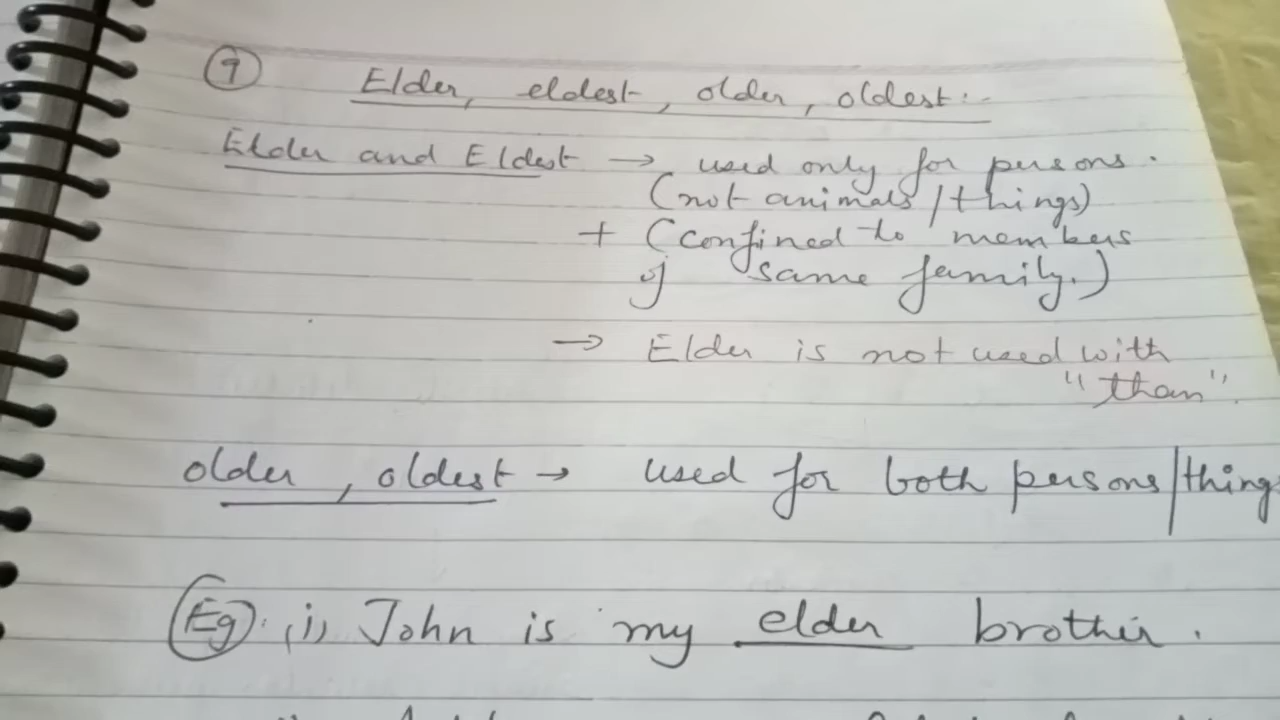 9 Elder, eldest, older, oldest:-
Elder and Eldest → used only for persons.
(not animals/things)
+ (confined to members
of same family.)
→ Elder is not used with
"than".
older, oldest → used for both persons/things
Eg. (i) John is my elder brother.